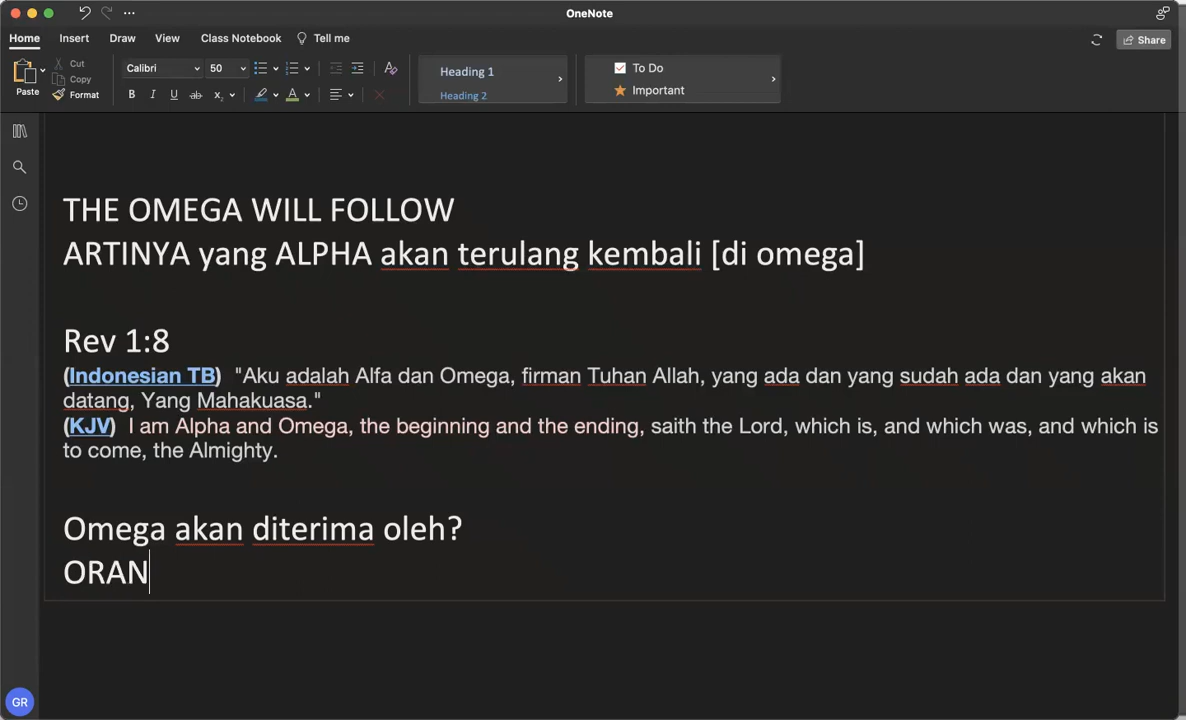 OneNote
Home Insert Draw View Class Notebook Tell me Share
Paste Cut Copy Format
Calibri 50
B I U ab x A
Heading 1
Heading 2
To Do
Important
THE OMEGA WILL FOLLOW
ARTINYA yang ALPHA akan terulang kembali [di omega]
Rev 1:8
(Indonesian TB) "Aku adalah Alfa dan Omega, firman Tuhan Allah, yang ada dan yang sudah ada dan yang akan
datang, Yang Mahakuasa."
(KJV) I am Alpha and Omega, the beginning and the ending, saith the Lord, which is, and which was, and which is
to come, the Almighty.
Omega akan diterima oleh?
ORAN
GR